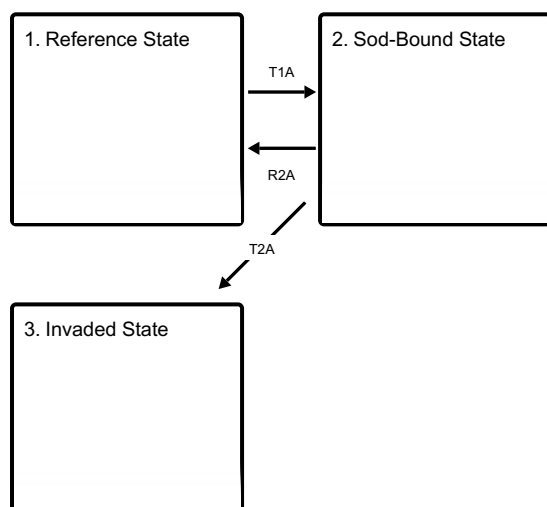 1. Reference State
2. Sod-Bound State
T1A
R2A
T2A
3. Invaded State